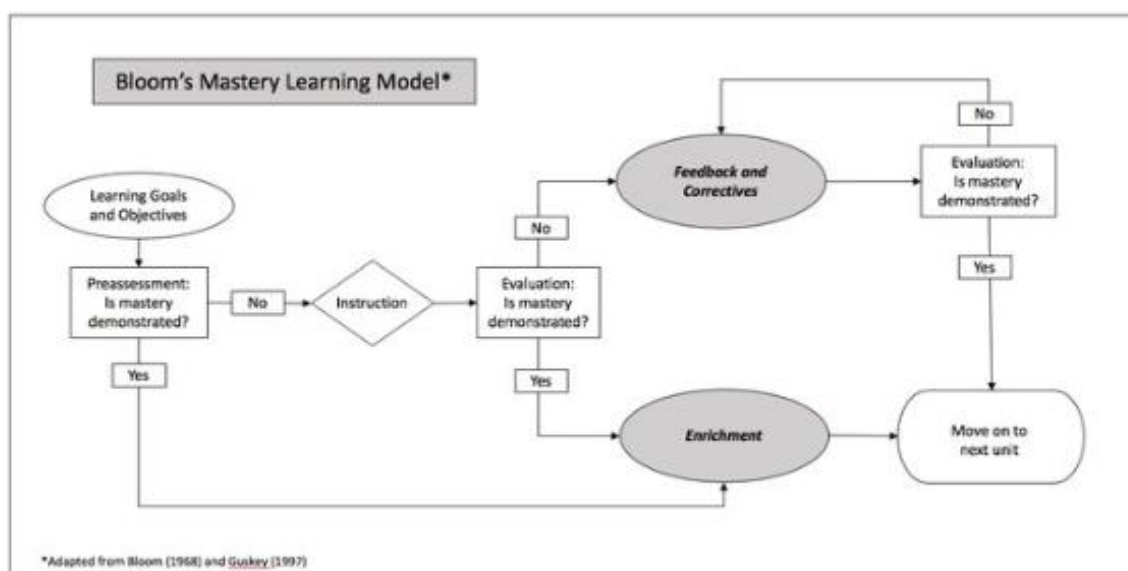 Bloom's Mastery Learning Model*
Learning Goals
and Objectives
Preassessment:
Is mastery
demonstrated?
No
Yes
Instruction
Evaluation:
Is mastery
demonstrated?
No
Yes
Feedback and
Correctives
Enrichment
Evaluation:
Is mastery
demonstrated?
No
Yes
Move on to
next unit
*Adapted from Bloom (1968) and Guskey (1997)